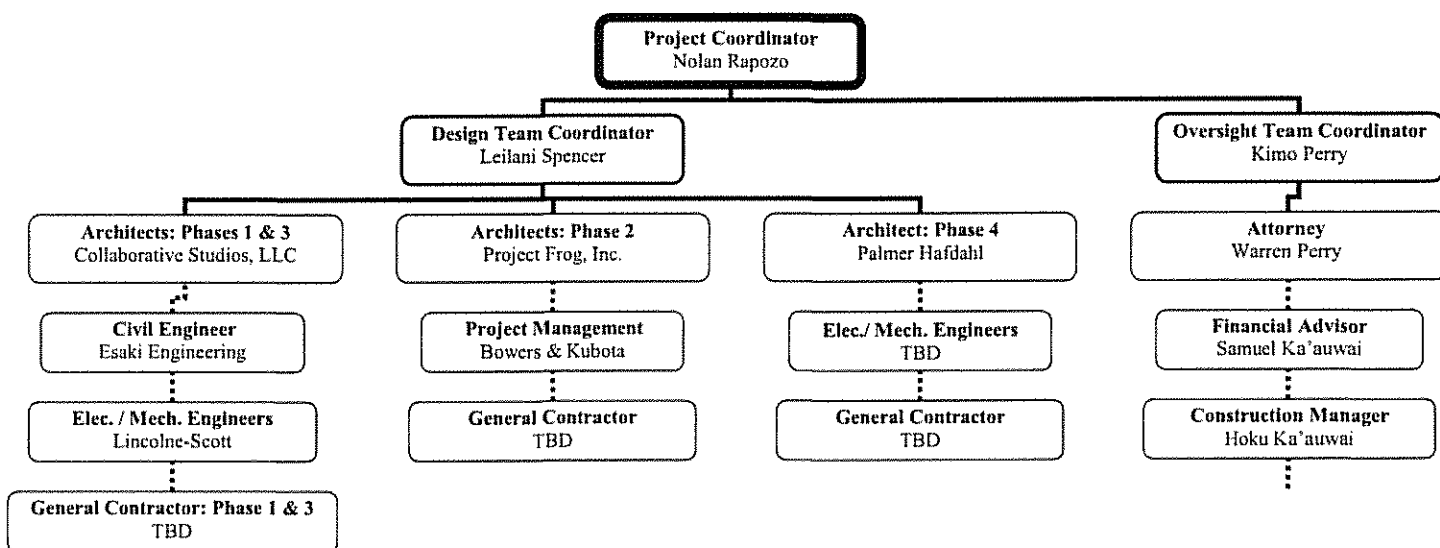 Project Coordinator
Nolan Rapozo
Design Team Coordinator
Leilani Spencer
Oversight Team Coordinator
Kimo Perry
Architects: Phases 1 & 3
Collaborative Studios, LLC
Architects: Phase 2
Project Frog, Inc.
Architect: Phase 4
Palmer Hafdahl
Attorney
Warren Perry
Civil Engineer
Esaki Engineering
Project Management
Bowers & Kubota
Elec./ Mech. Engineers
TBD
Financial Advisor
Samuel Ka'auwai
Elec. / Mech. Engineers
Lincolne-Scott
General Contractor
TBD
General Contractor
TBD
Construction Manager
Hoku Ka'auwai
General Contractor: Phase 1 & 3
TBD